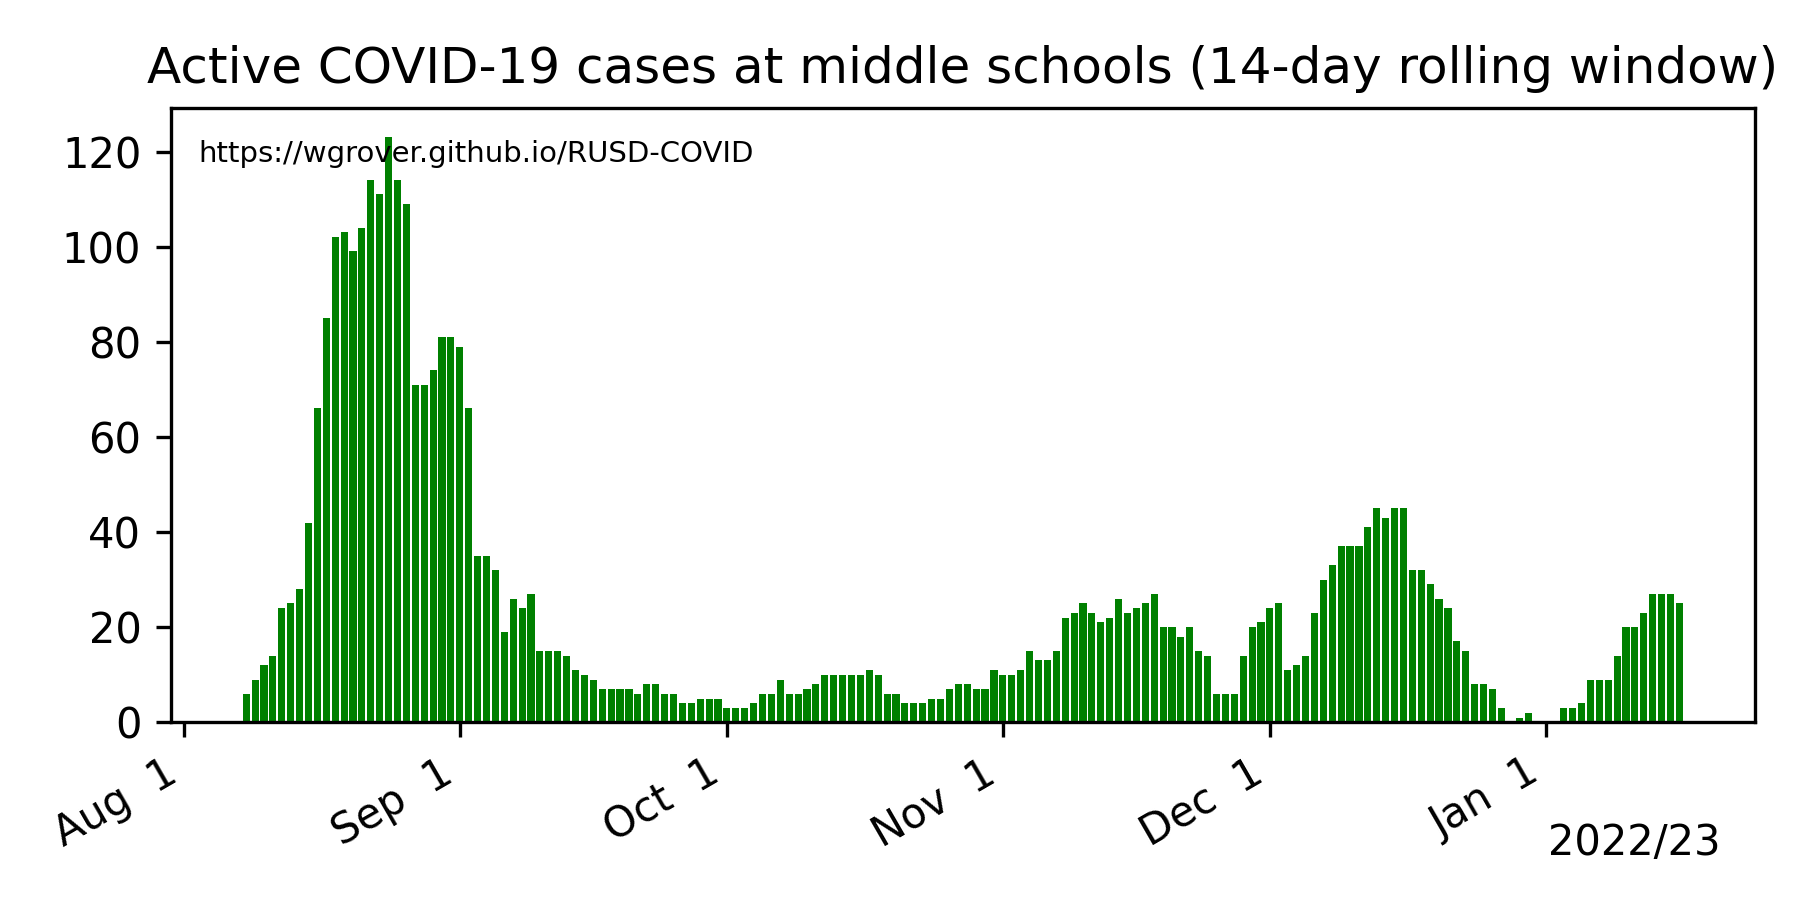 Active COVID-19 cases at middle schools (14-day rolling window)
https://wgrover.github.io/RUSD-COVID
120
100
80
60
40
20
0
Aug 1
Sep 1
Oct 1
Nov 1
Dec 1
Jan 1
2022/23